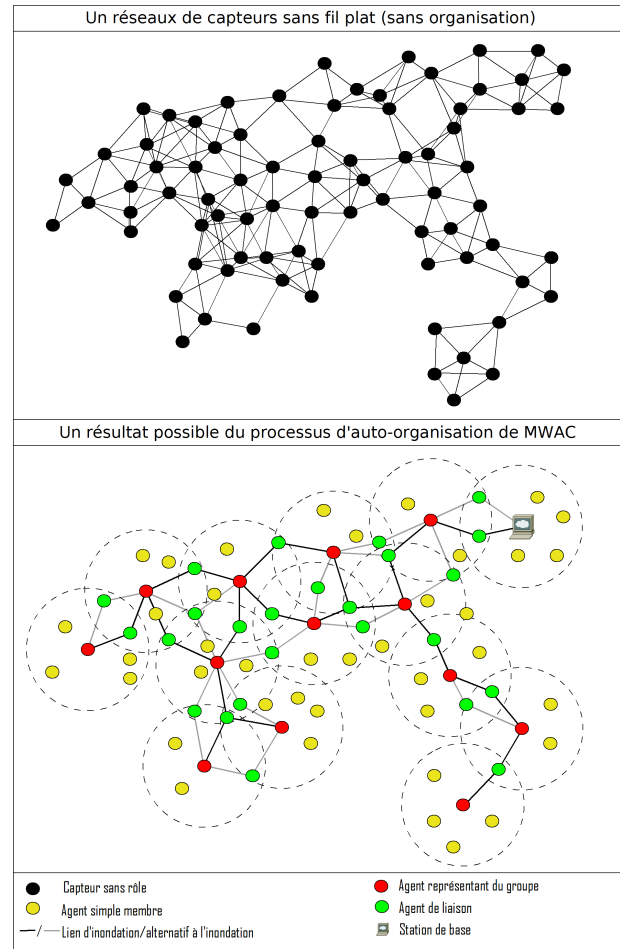 Un réseaux de capteurs sans fil plat (sans organisation)
Un résultat possible du processus d'auto-organisation de MWAC
Capteur sans rôle
Agent représentant du groupe
Agent simple membre
Agent de liaison
Lien d'inondation/alternatif à l'inondation
Station de base